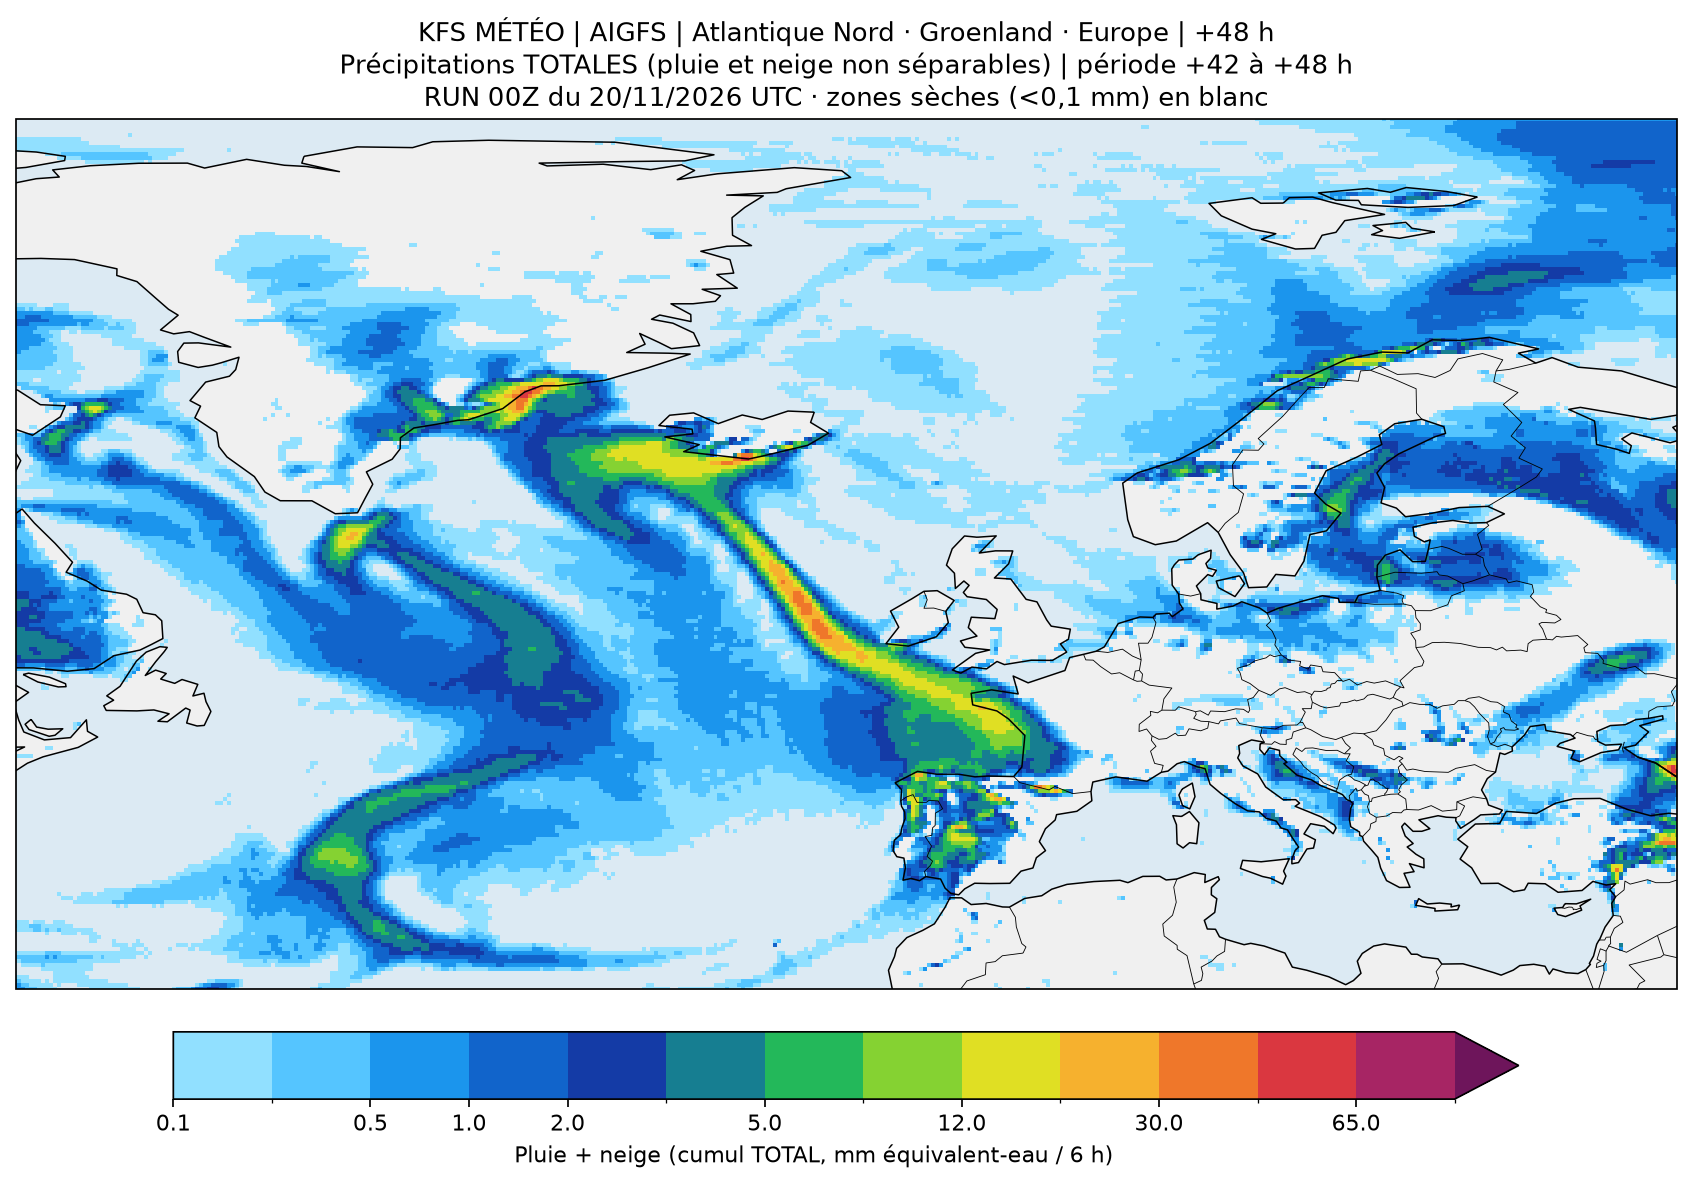 KFS MÉTÉO | AIGFS | Atlantique Nord · Groenland · Europe | +48 h
Précipitations TOTALES (pluie et neige non séparables) | période +42 à +48 h
RUN 00Z du 20/11/2026 UTC · zones sèches (<0,1 mm) en blanc
0.1 0.5 1.0 2.0 5.0 12.0 30.0 65.0
Pluie + neige (cumul TOTAL, mm équivalent-eau / 6 h)